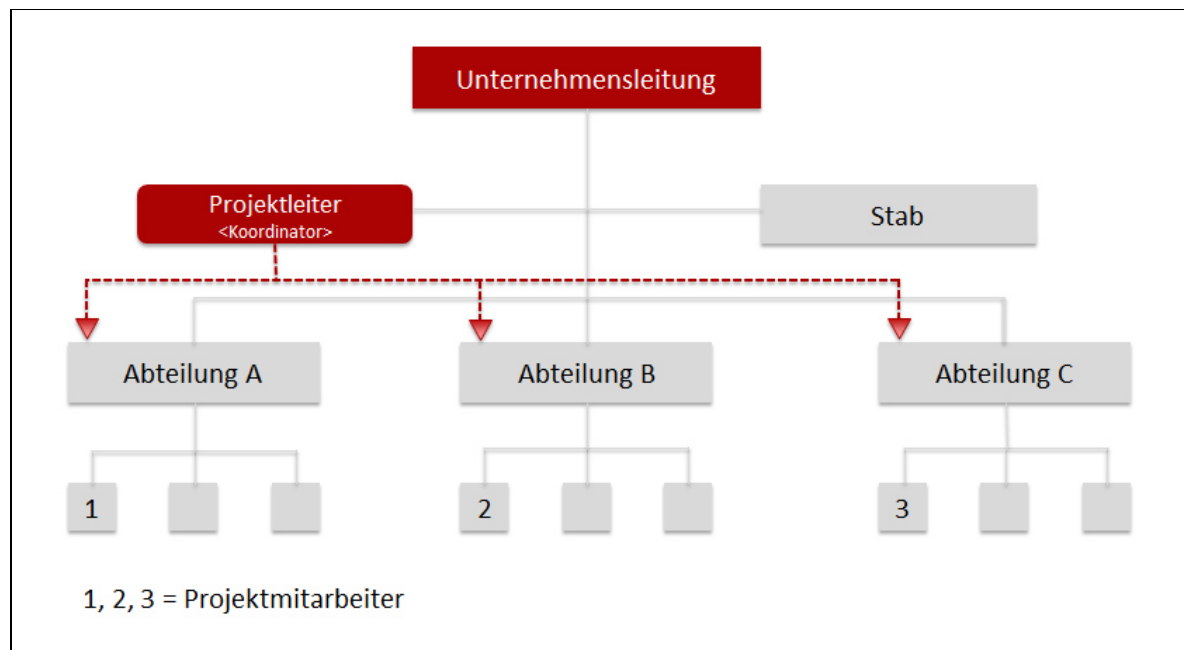 Unternehmensleitung
Projektleiter
<Koordinator>
Stab
Abteilung A
Abteilung B
Abteilung C
1
2
3
1, 2, 3 = Projektmitarbeiter